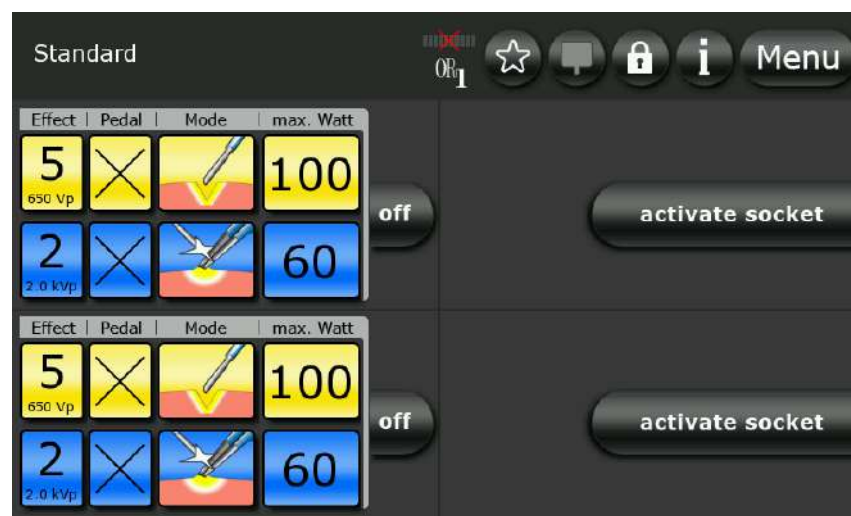 Standard
OR1
Menu
Effect | Pedal | Mode | max. Watt
5
650 Vp
100
off
activate socket
2
2.0 kVp
60
Effect | Pedal | Mode | max. Watt
5
650 Vp
100
off
activate socket
2
2.0 kVp
60